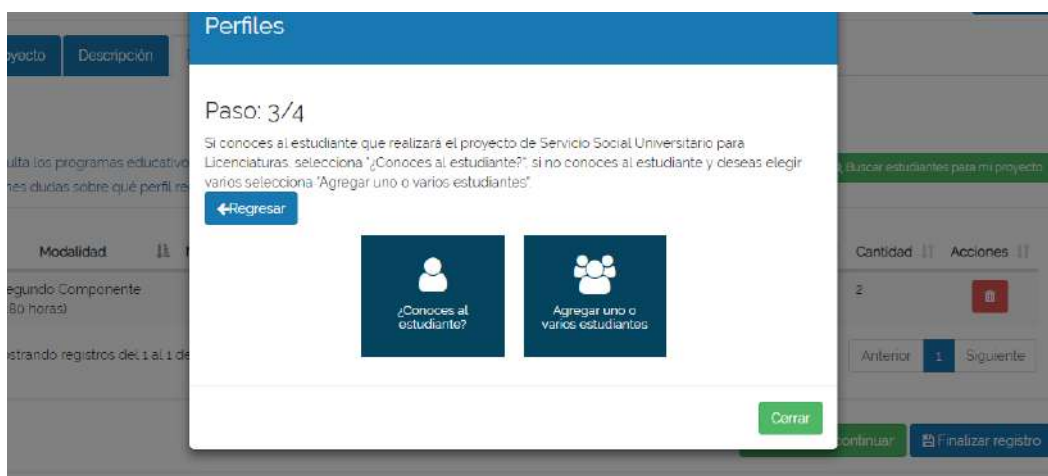 Perfiles
Descripción
Paso: 3/4
Si conoces al estudiante que realizará el proyecto de Servicio Social Universitario para
Licenciaturas, selecciona "¿Conoces al estudiante?", si no conoces al estudiante y deseas elegir
varios selecciona "Agregar uno o varios estudiantes".
Regresar
¿Conoces al
estudiante?
Agregar uno o
varios estudiantes
Cerrar
yecto
ulta los programas educativo
nes dudas sobre qué perfil re
Buscar estudiantes para mi proyecto
Modalidad
Cantidad
Acciones
egundo Componente
80 horas)
2
ostrando registros del 1 al 1 de
Anterior
1
Siguiente
continuar
Finalizar registro